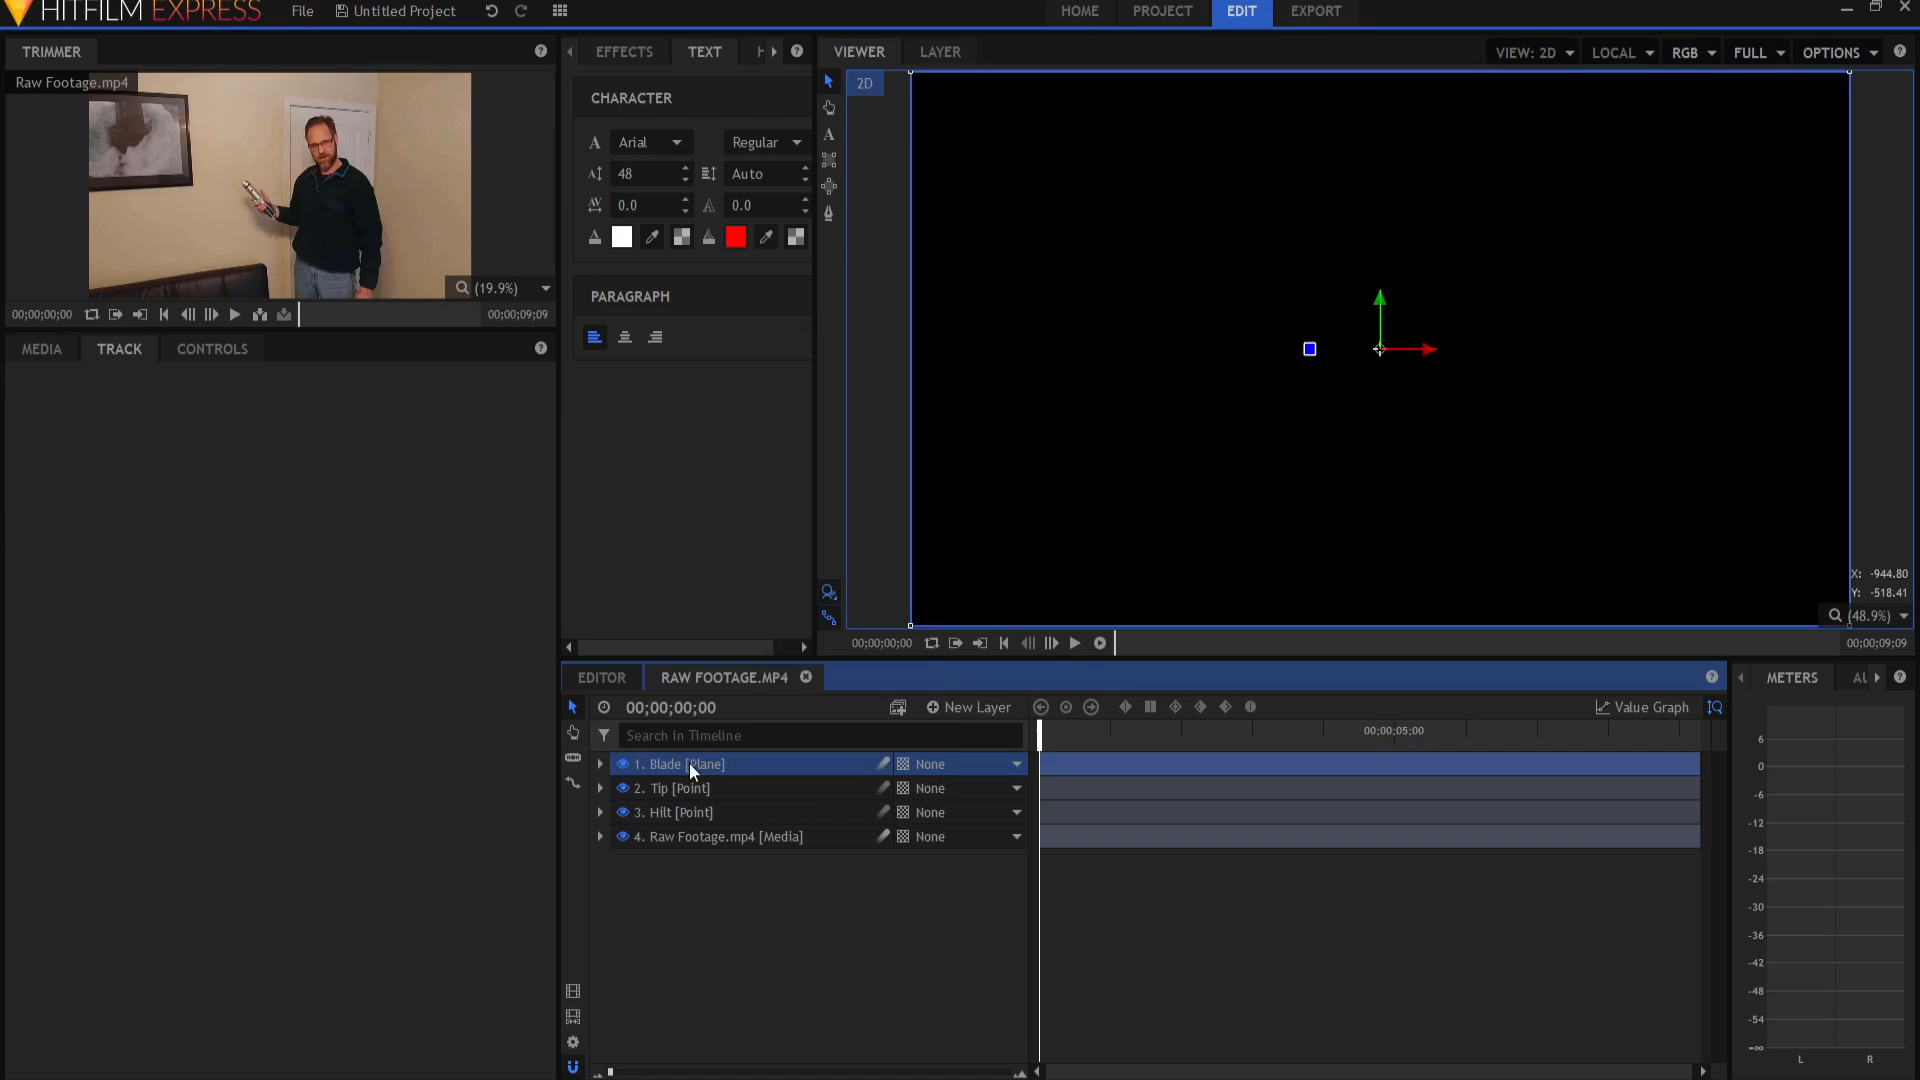 HITFILM EXPRESS File Untitled Project HOME PROJECT EDIT EXPORT
TRIMMER EFFECTS TEXT VIEWER LAYER VIEW: 2D LOCAL RGB FULL OPTIONS
Raw Footage.mp4
2D
CHARACTER
Arial Regular
48 Auto
0.0 0.0
(19.9%)
PARAGRAPH
00;00;00;00 00;00;09;09
MEDIA TRACK CONTROLS
X: -944.80
Y: -518.41
(48.9%)
00;00;00;00 00;00;09;09
EDITOR RAW FOOTAGE.MP4 METERS
00;00;00;00 New Layer Value Graph
Search in Timeline 00;00;05;00
1. Blade [Plane] None
2. Tip [Point] None
3. Hilt [Point] None
4. Raw Footage.mp4 [Media] None
6
0
-6
-12
-18
-24
-30
-36
-42
-48
-54
-∞
L R